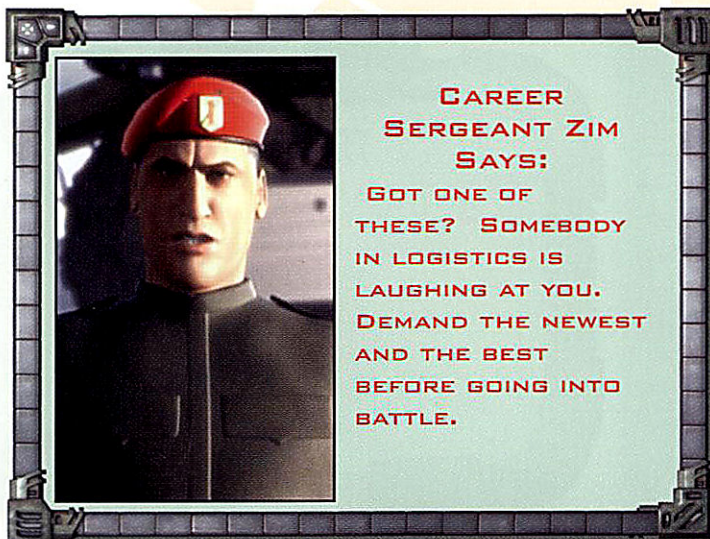 CAREER
SERGEANT ZIM
SAYS:
GOT ONE OF
THESE? SOMEBODY
IN LOGISTICS IS
LAUGHING AT YOU.
DEMAND THE NEWEST
AND THE BEST
BEFORE GOING INTO
BATTLE.